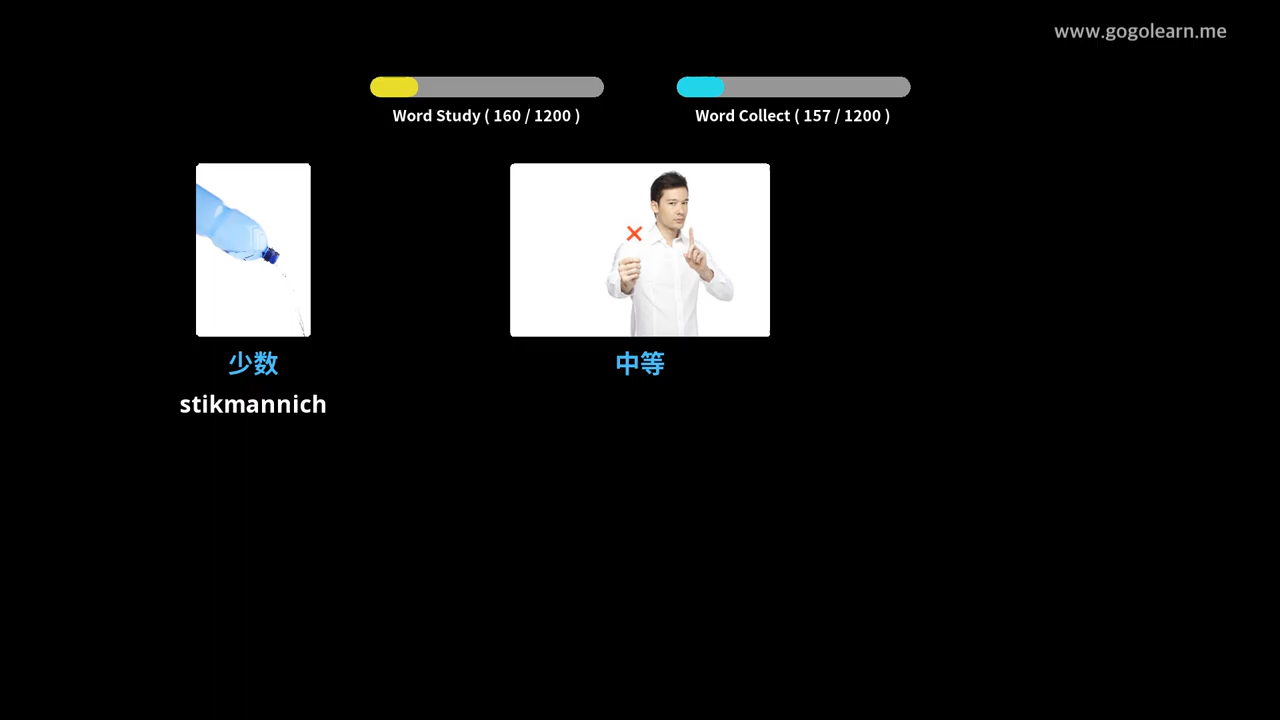 www.gogolearn.me
Word Study ( 160 / 1200 )
Word Collect ( 157 / 1200 )
少数
中等
stikmannich